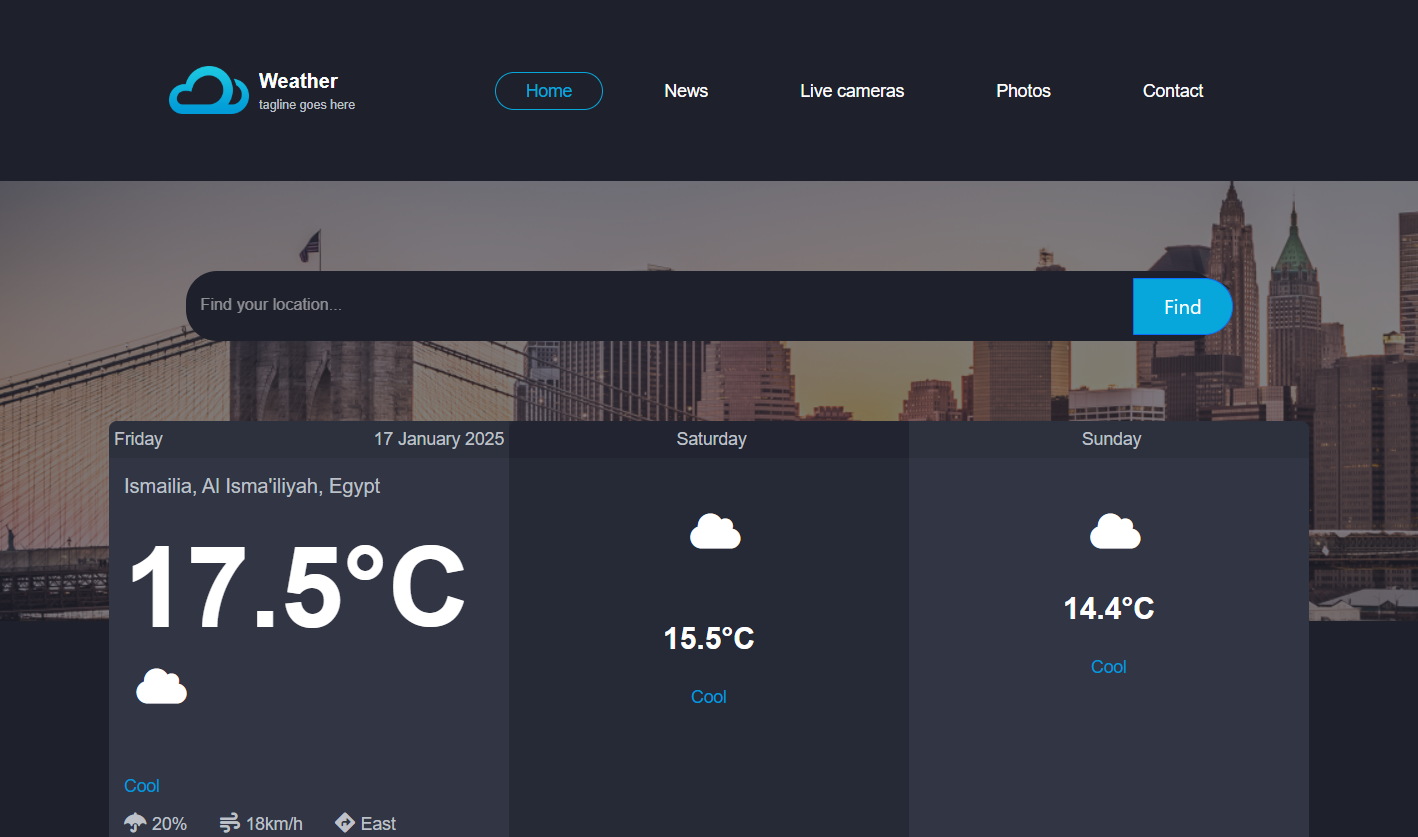 Weather
tagline goes here
Home
News
Live cameras
Photos
Contact
Find your location...
Find
Friday
17 January 2025
Ismailia, Al Isma'iliyah, Egypt
17.5°C
Cool
20%
18km/h
East
Saturday
15.5°C
Cool
Sunday
14.4°C
Cool